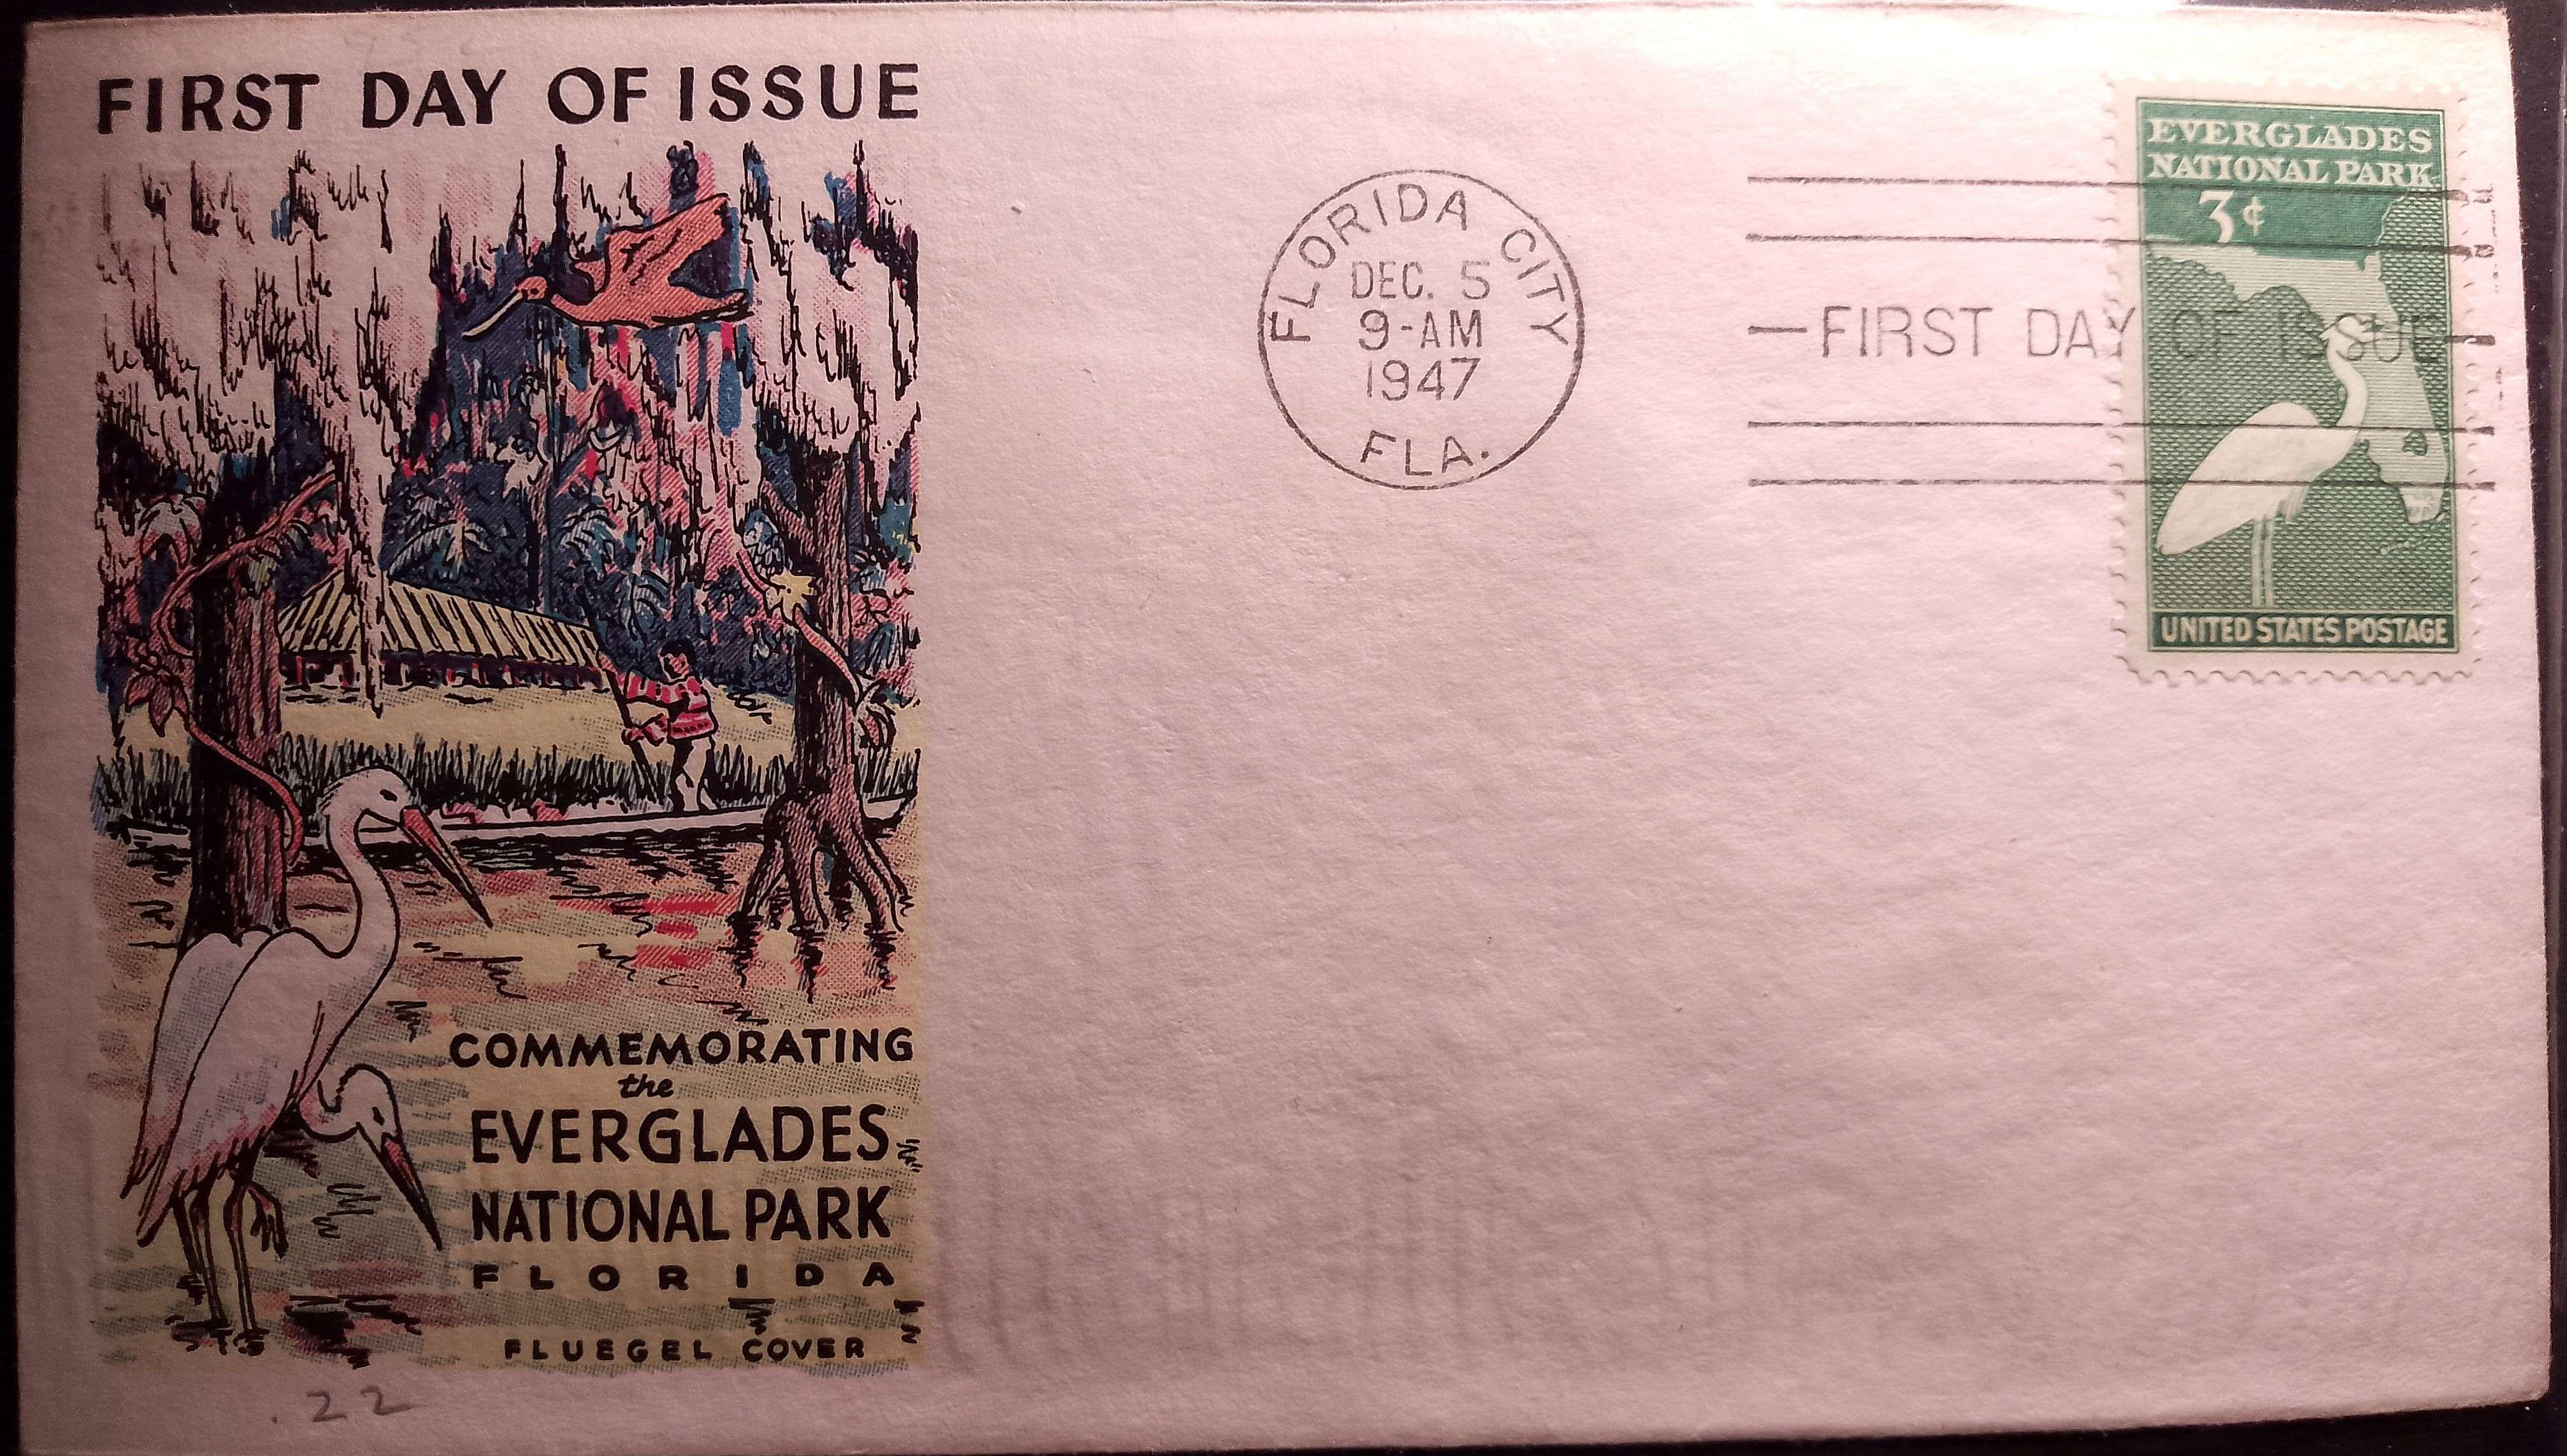 FIRST DAY OF ISSUE
COMMEMORATING
the
EVERGLADES
NATIONAL PARK
FLORIDA
FLUEGEL COVER
.22
FLORIDA CITY
DEC. 5
9-AM
1947
FLA.
FIRST DAY OF ISSUE
EVERGLADES
NATIONAL PARK
3¢
UNITED STATES POSTAGE